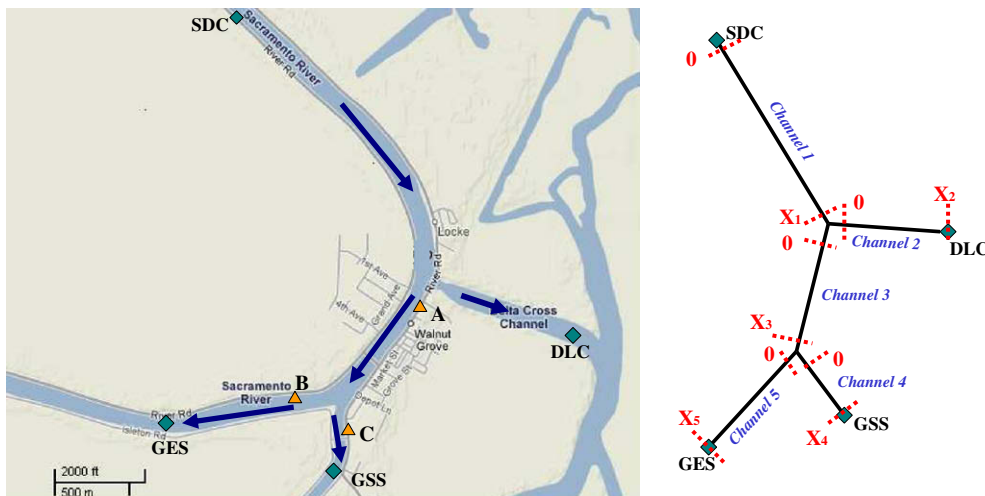 SDC
Sacramento River
River Rd
Locke
1st Ave
River Rd
4th Ave
Grand Ave
A
Walnut
Grove
elta Cross
Channel
DLC
Market St
Grove St
Depot Ln
Sacramento
River
B
C
River Rd
Isleton Rd
GES
GSS
2000 ft
500 m
SDC
0
Channel 1
X1
0
X2
0
Channel 2
DLC
Channel 3
X3
0
0
Channel 4
Channel 5
X5
X4
GSS
GES